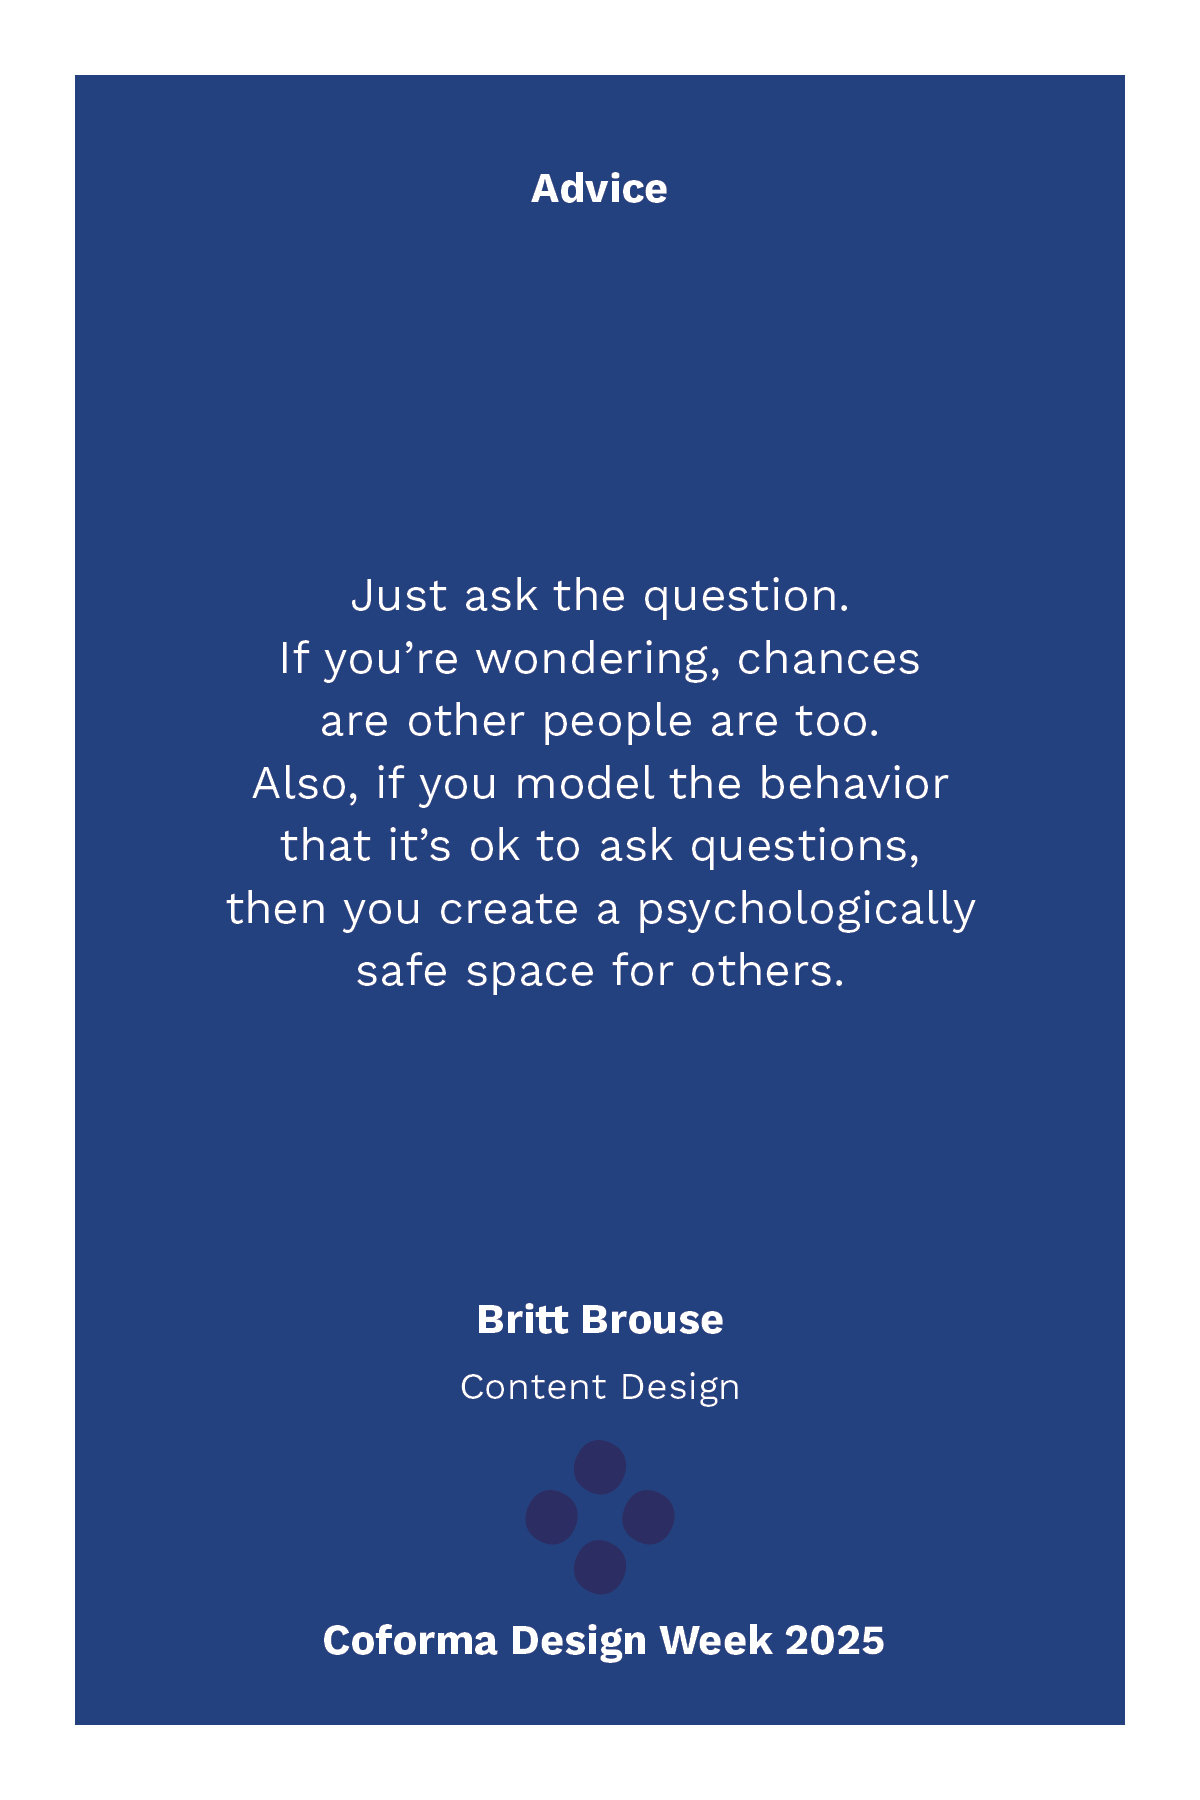 Advice
Just ask the question.
If you’re wondering, chances
are other people are too.
Also, if you model the behavior
that it’s ok to ask questions,
then you create a psychologically
safe space for others.
Britt Brouse
Content Design
Coforma Design Week 2025